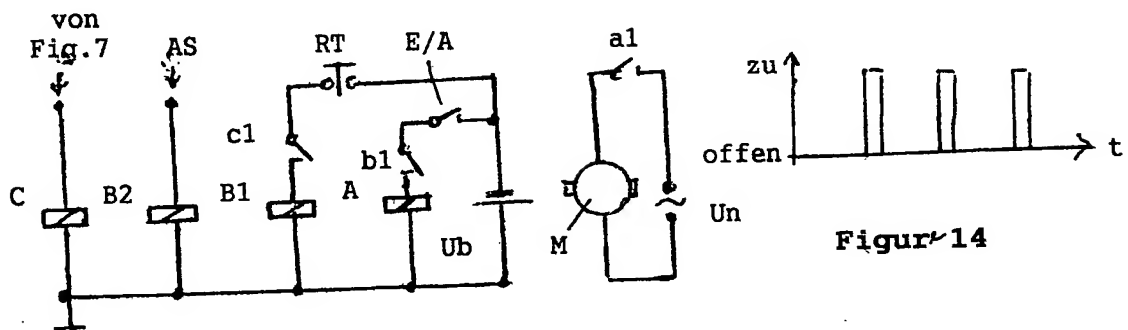 von
Fig.7
AS
RT
E/A
a1
zu
c1
b1
offen
t
C
B2
B1
A
Ub
M
Un
Figur 14